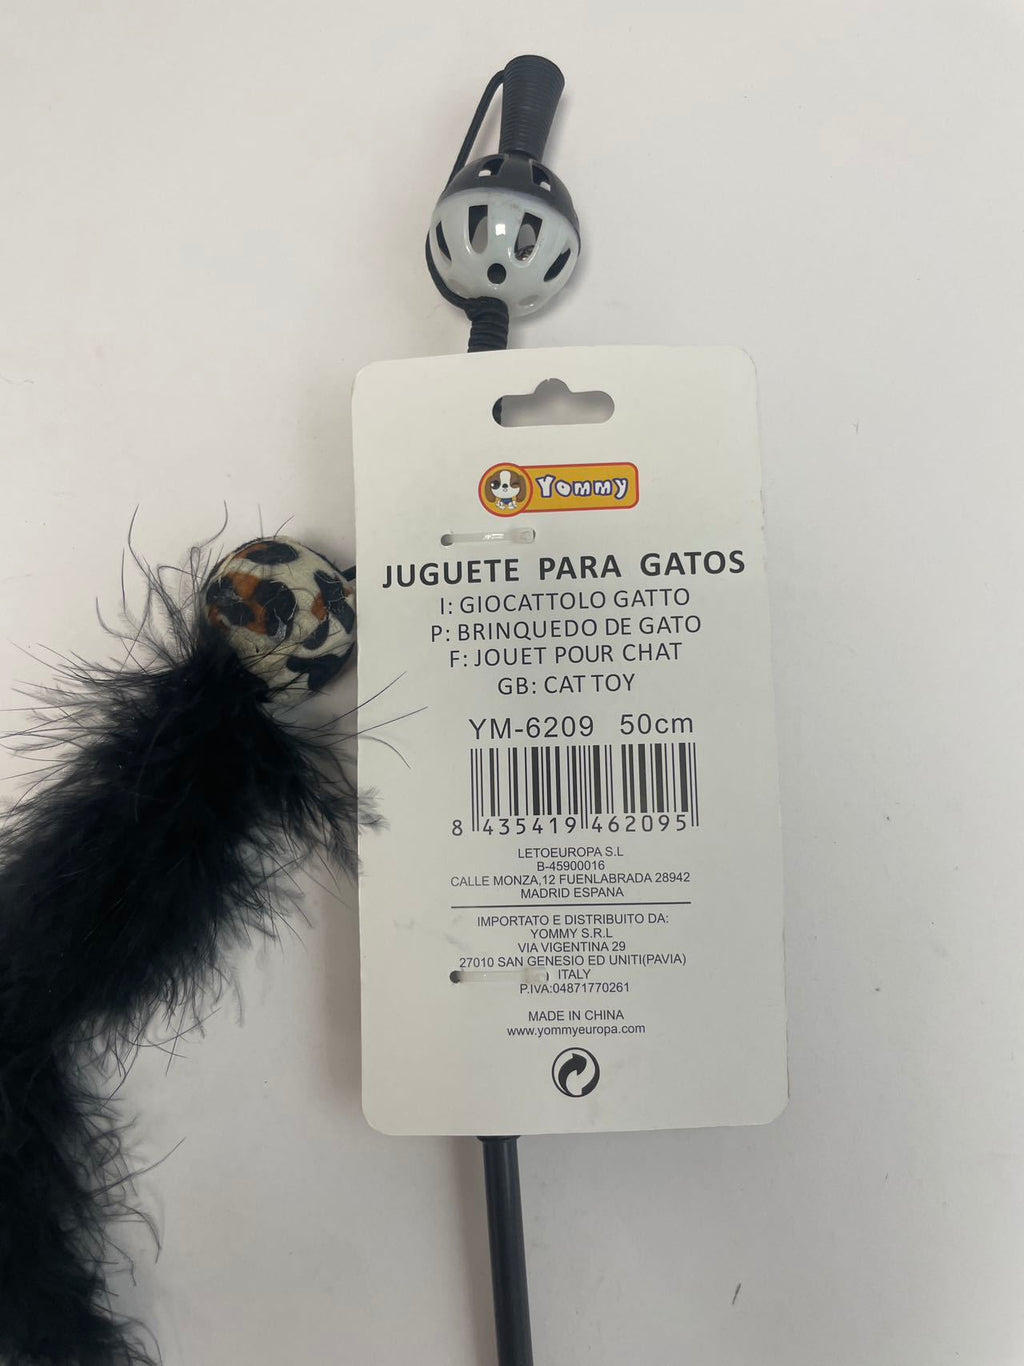 Yommy
JUGUETE PARA GATOS
I: GIOCATTOLO GATTO
P: BRINQUEDO DE GATO
F: JOUET POUR CHAT
GB: CAT TOY
YM-6209 50cm
8 435419 462095
LETOEUROPA S.L
B-45900016
CALLE MONZA,12 FUENLABRADA 28942
MADRID ESPANA
IMPORTATO E DISTRIBUITO DA:
YOMMY S.R.L
VIA VIGENTINA 29
27010 SAN GENESIO ED UNITI(PAVIA)
ITALY
P.IVA:04871770261
MADE IN CHINA
www.yommyeuropa.com